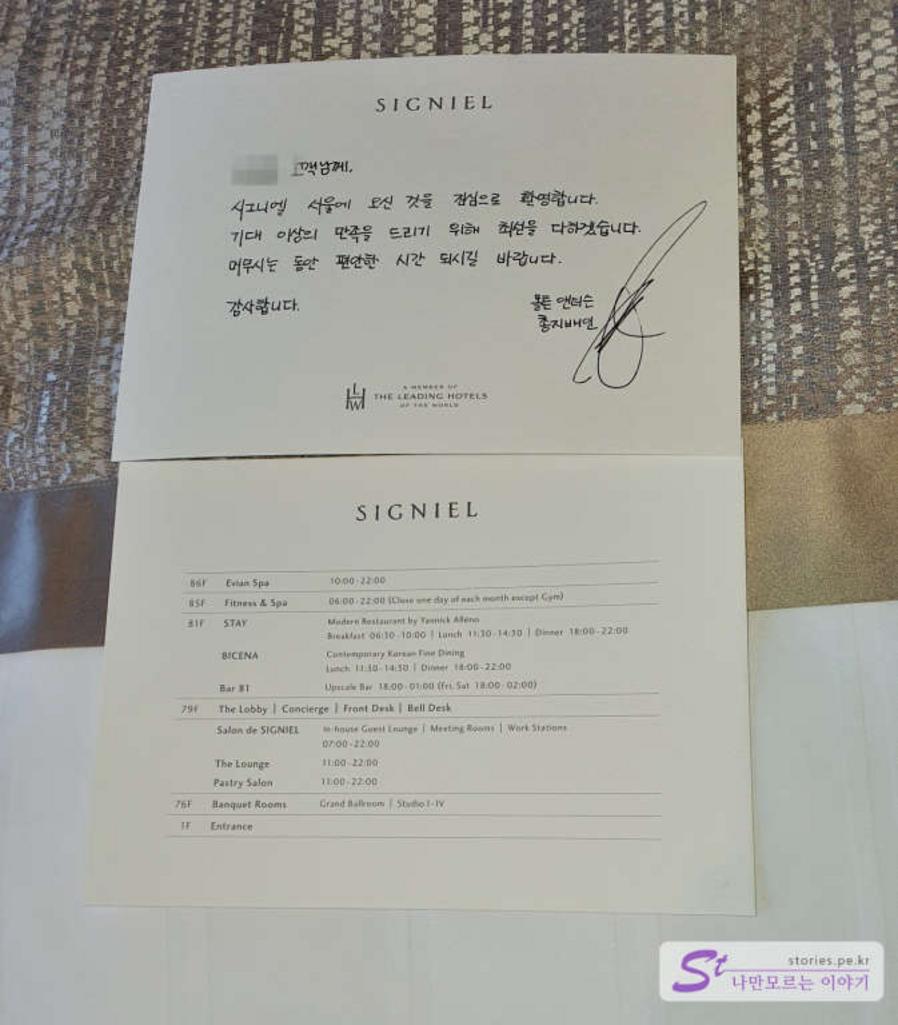 SIGNIEL
고객님께,
시그니엘 서울에 오신 것을 진심으로 환영합니다.
기대 이상의 만족을 드리기 위해 최선을 다하겠습니다.
머무시는 동안 편안한 시간 되시길 바랍니다.
감사합니다.
몰튼 앤더슨
총지배인
LHW
A MEMBER OF
THE LEADING HOTELS
OF THE WORLD
SIGNIEL
86F Evian Spa 10:00-22:00
85F Fitness & Spa 06:00-22:00 (Close one day of each month except Gym)
81F STAY Modern Restaurant by Yannick Alléno
Breakfast 06:30-10:00 | Lunch 11:30-14:30 | Dinner 18:00-22:00
BICENA Contemporary Korean Fine Dining
Lunch 11:30-14:30 | Dinner 18:00-22:00
Bar 81 Upscale Bar 18:00-01:00 (Fri, Sat 18:00-02:00)
79F The Lobby | Concierge | Front Desk | Bell Desk
Salon de SIGNIEL In-house Guest Lounge | Meeting Rooms | Work Stations
07:00-22:00
The Lounge 11:00-22:00
Pastry Salon 11:00-22:00
76F Banquet Rooms Grand Ballroom | Studio I-IV
1F Entrance
St stories.pe.kr
나만모르는 이야기